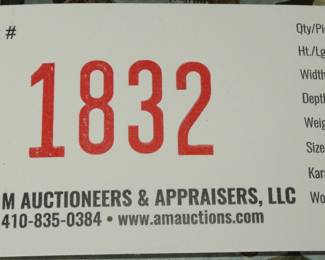 #
1832
M AUCTIONEERS & APPRAISERS, LLC
410-835-0384 • www.amauctions.com
Qty/Pi
Ht./Lg
Width
Depth
Weig
Size
Kara
Wo